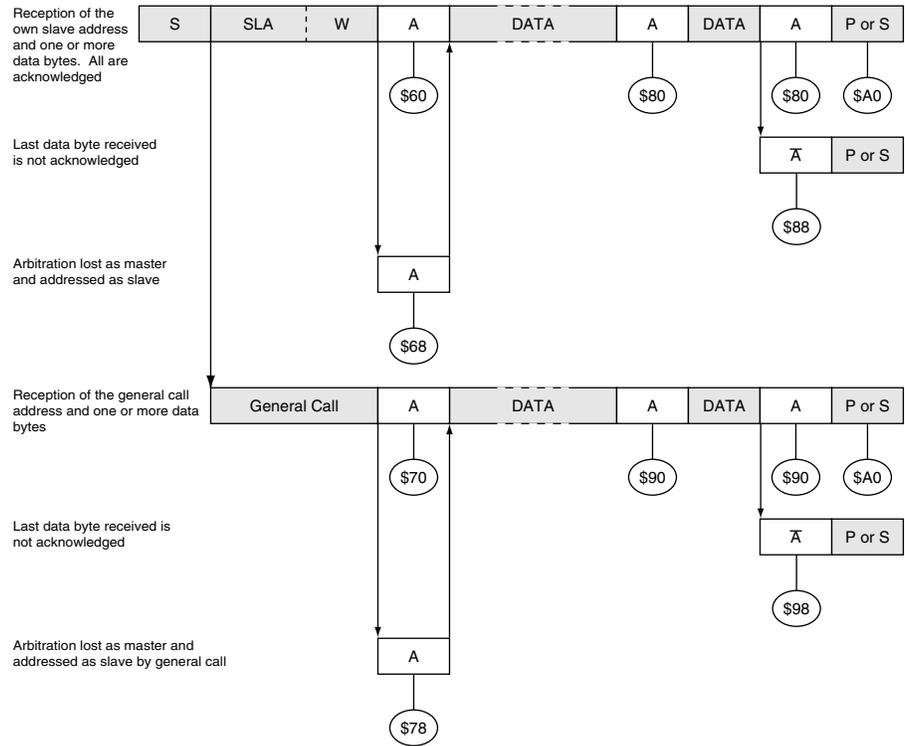 Reception of the
own slave address
and one or more
data bytes. All are
acknowledged
S SLA W A DATA A DATA A P or S
$60 $80 $80 $A0
Last data byte received
is not acknowledged
A̅ P or S
$88
Arbitration lost as master
and addressed as slave
A
$68
Reception of the general call
address and one or more data
bytes
General Call A DATA A DATA A P or S
$70 $90 $90 $A0
Last data byte received is
not acknowledged
A̅ P or S
$98
Arbitration lost as master and
addressed as slave by general call
A
$78